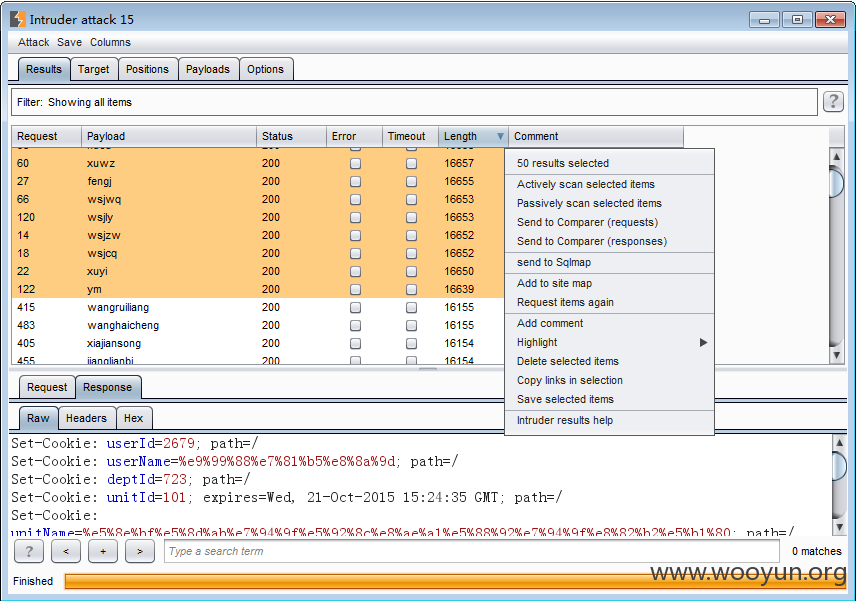 Intruder attack 15
Attack Save Columns
Results Target Positions Payloads Options
Filter: Showing all items ?
Request Payload Status Error Timeout Length Comment
60 xuwz 200 16657
27 fengj 200 16655
66 wsjwq 200 16653
120 wsjly 200 16653
14 wsjzw 200 16652
18 wsjcq 200 16652
22 xuyi 200 16650
122 ym 200 16639
415 wangruiliang 200 16155
483 wanghaicheng 200 16155
405 xiajiansong 200 16154
455 jianglianbi 200 16154
50 results selected
Actively scan selected items
Passively scan selected items
Send to Comparer (requests)
Send to Comparer (responses)
send to Sqlmap
Add to site map
Request items again
Add comment
Highlight
Delete selected items
Copy links in selection
Save selected items
Intruder results help
Request Response
Raw Headers Hex
Set-Cookie: userId=2679; path=/
Set-Cookie: userName=%e9%99%88%e7%81%b5%e8%8a%9d; path=/
Set-Cookie: deptId=723; path=/
Set-Cookie: unitId=101; expires=Wed, 21-Oct-2015 15:24:35 GMT; path=/
Set-Cookie:
unitName=%e5%8e%bf%e5%8d%ab%e7%94%9f%e5%92%8c%e8%ae%a1%e5%88%92%e7%94%9f%e8%82%b2%e5%b1%80; path=/
? < + > Type a search term 0 matches
Finished
www.wooyun.org